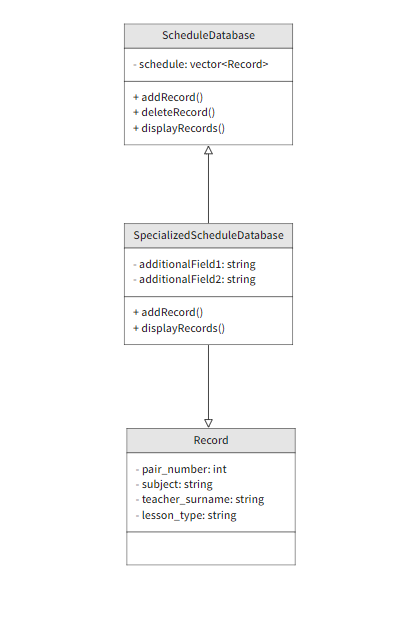 ScheduleDatabase
- schedule: vector<Record>
+ addRecord()
+ deleteRecord()
+ displayRecords()
SpecializedScheduleDatabase
- additionalField1: string
- additionalField2: string
+ addRecord()
+ displayRecords()
Record
- pair_number: int
- subject: string
- teacher_surname: string
- lesson_type: string